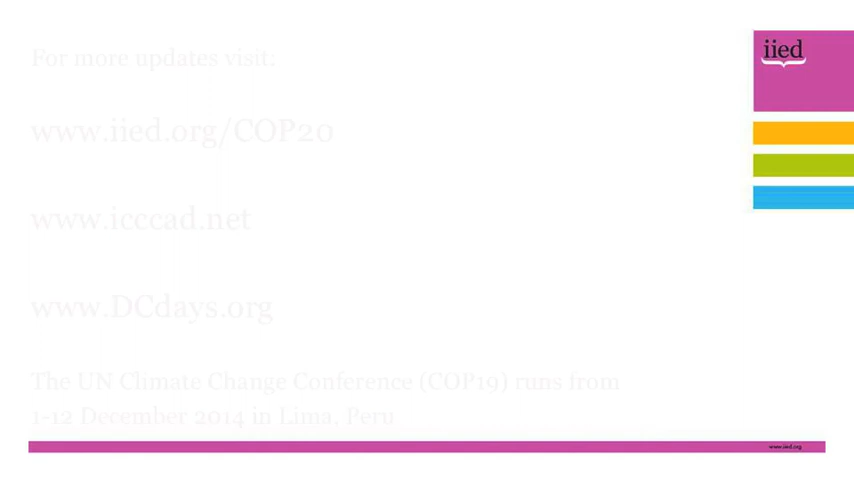 iied
For more updates visit:
www.iied.org/COP20
www.icccad.net
www.DCdays.org
The UN Climate Change Conference (COP19) runs from
1-12 December 2014 in Lima, Peru
www.iied.org